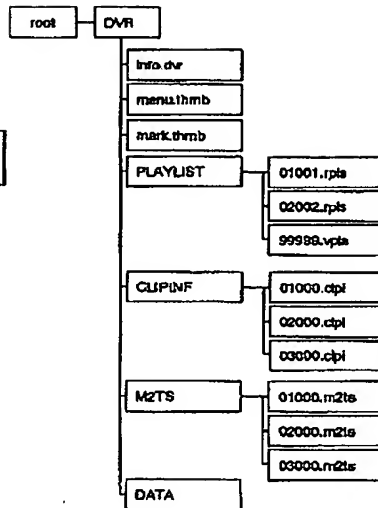 root
DVR
info.dvr
menu.thmb
mark.thmb
PLAYLIST
01001.rpls
02002.rpls
99999.vpls
CLIPINF
01000.clpi
02000.clpi
03000.clpi
M2TS
01000.m2ts
02000.m2ts
03000.m2ts
DATA